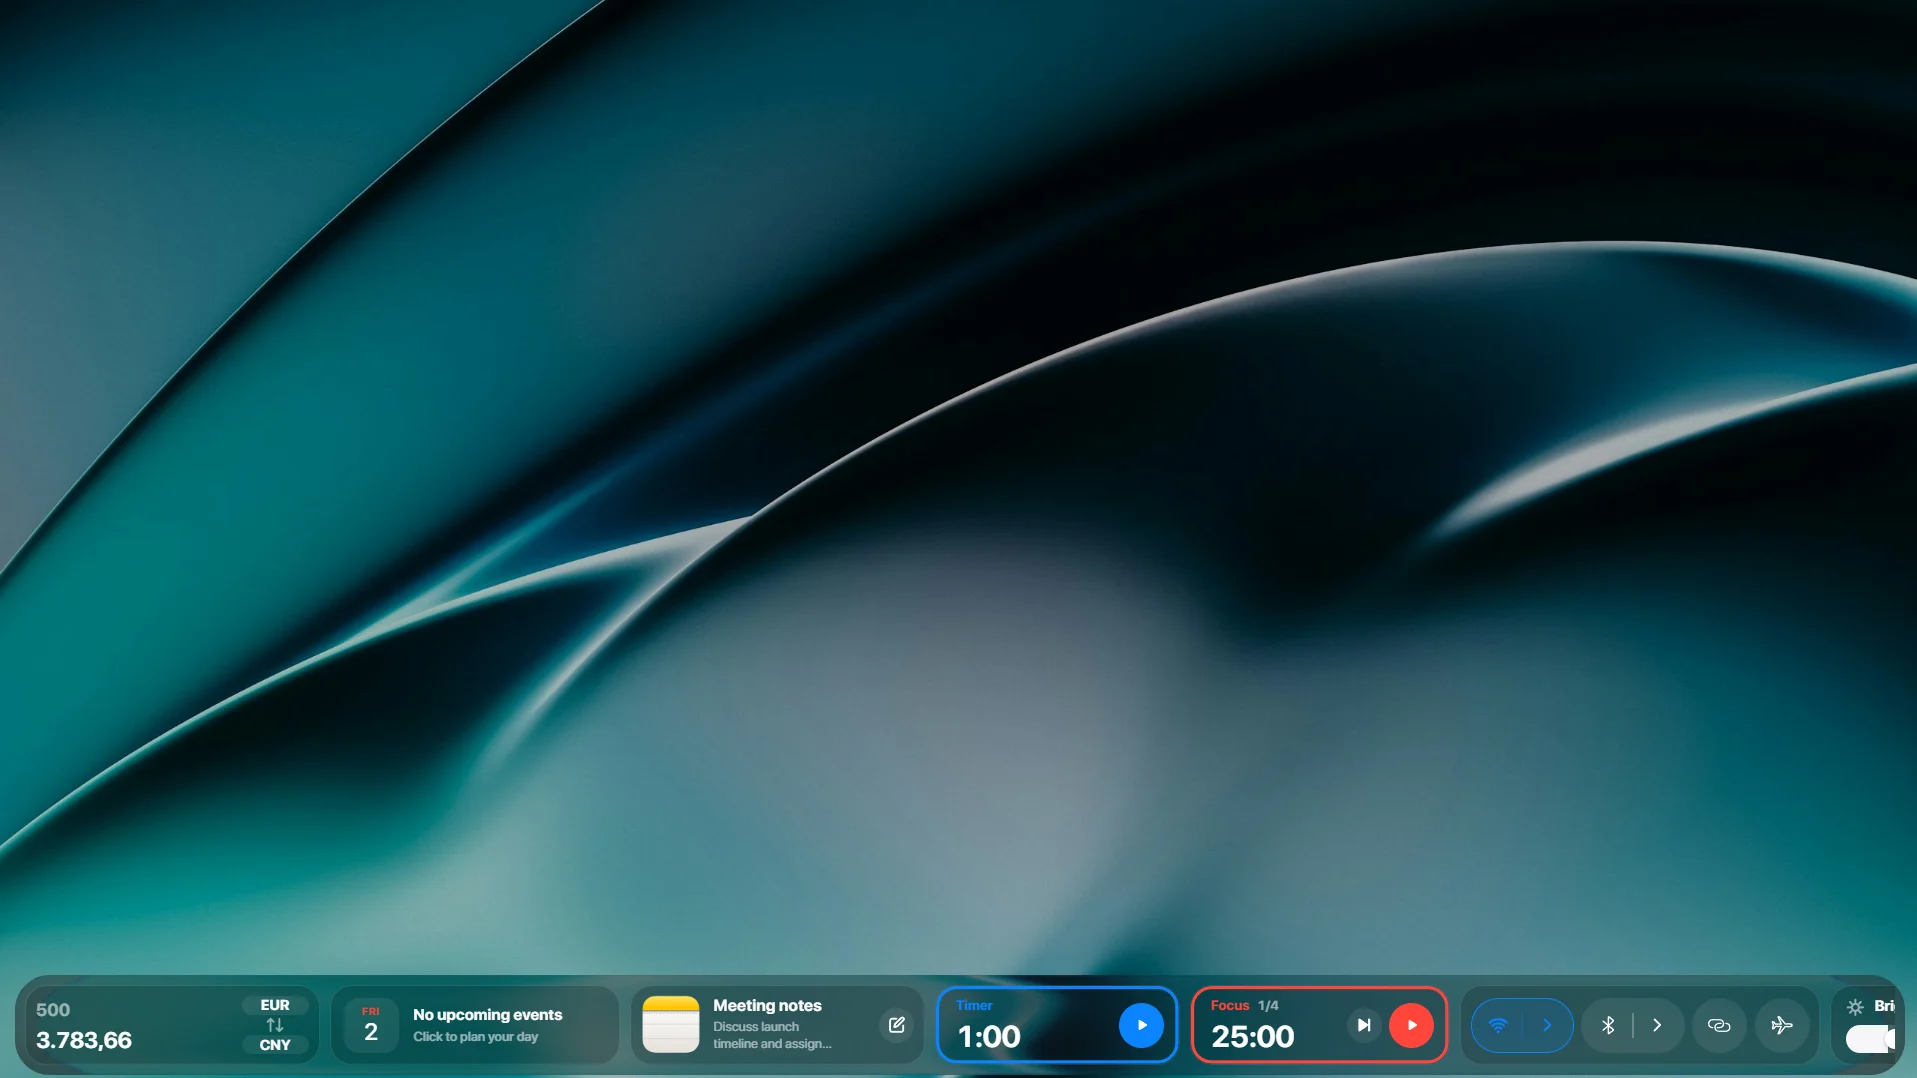 500
3.783,66
EUR
CNY
FRI
2
No upcoming events
Click to plan your day
Meeting notes
Discuss launch
timeline and assign...
Timer
1:00
Focus 1/4
25:00
Bri